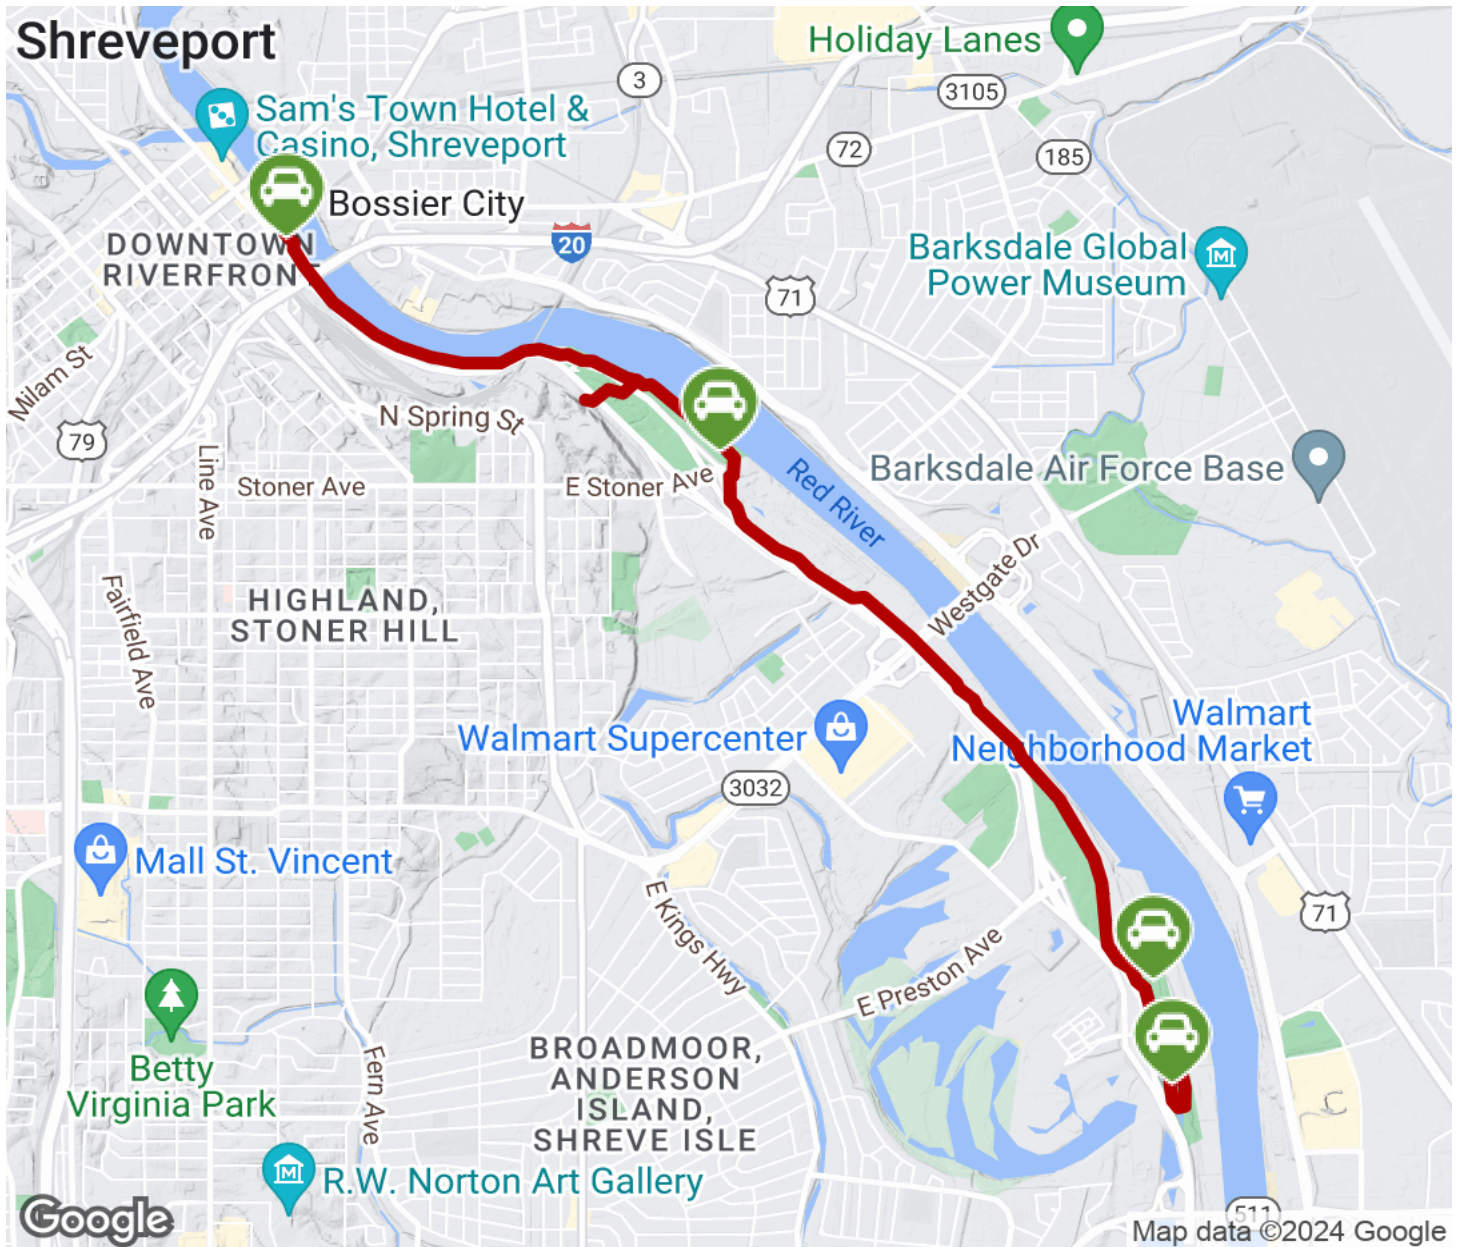 Shreveport
Holiday Lanes
3
3105
Sam's Town Hotel &
Casino, Shreveport
72
185
Bossier City
DOWNTOWN
RIVERFRONT
20
Barksdale Global
Power Museum
71
Milam St
79
N Spring St
Line Ave
Stoner Ave
E Stoner Ave
Red River
Barksdale Air Force Base
Westgate Dr
Fairfield Ave
HIGHLAND,
STONER HILL
Walmart Supercenter
Walmart
Neighborhood Market
3032
Mall St. Vincent
E Kings Hwy
71
E Preston Ave
Betty
Virginia Park
Fern Ave
BROADMOOR,
ANDERSON
ISLAND,
SHREVE ISLE
R.W. Norton Art Gallery
511
Google
Map data ©2024 Google